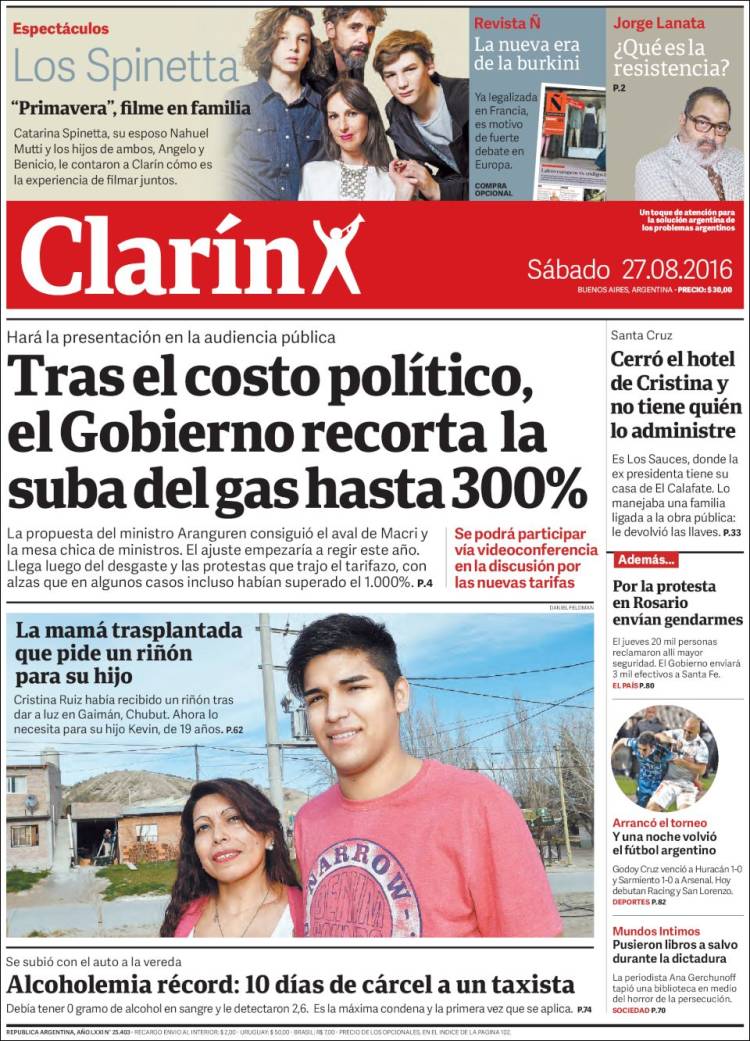 Espectáculos
Los Spinetta
“Primavera”, filme en familia
Catarina Spinetta, su esposo Nahuel
Mutti y los hijos de ambos, Angelo y
Benicio, le contaron a Clarín cómo es
la experiencia de filmar juntos.
Revista Ñ
La nueva era
de la burkini
Ya legalizada
en Francia,
es motivo
de fuerte
debate en
Europa.
COMPRA
OPCIONAL
Jorge Lanata
¿Qué es la
resistencia?
P.2
Clarín
Un toque de atención para
la solución argentina de
los problemas argentinos
Sábado 27.08.2016
BUENOS AIRES, ARGENTINA - PRECIO: $ 30,00
Hará la presentación en la audiencia pública
Tras el costo político,
el Gobierno recorta la
suba del gas hasta 300%
La propuesta del ministro Aranguren consiguió el aval de Macri y
la mesa chica de ministros. El ajuste empezaría a regir este año.
Llega luego del desgaste y las protestas que trajo el tarifazo, con
alzas que en algunos casos incluso habían superado el 1.000%. P.4
Se podrá participar
vía videoconferencia
en la discusión por
las nuevas tarifas
DANIEL FELDMAN
La mamá trasplantada
que pide un riñón
para su hijo
Cristina Ruiz había recibido un riñón tras
dar a luz en Gaimán, Chubut. Ahora lo
necesita para su hijo Kevin, de 19 años. P.62
NARROW
Se subió con el auto a la vereda
Alcoholemia récord: 10 días de cárcel a un taxista
Debía tener 0 gramo de alcohol en sangre y le detectaron 2,6. Es la máxima condena y la primera vez que se aplica. P.74
Santa Cruz
Cerró el hotel
de Cristina y
no tiene quién
lo administre
Es Los Sauces, donde la
ex presidenta tiene su
casa de El Calafate. Lo
manejaba una familia
ligada a la obra pública:
le devolvió las llaves. P.33
Además...
Por la protesta
en Rosario
envían gendarmes
El jueves 20 mil personas
reclamaron allí mayor
seguridad. El Gobierno enviará
3 mil efectivos a Santa Fe.
EL PAÍS P.80
Arrancó el torneo
Y una noche volvió
el fútbol argentino
Godoy Cruz venció a Huracán 1-0
y Sarmiento 1-0 a Arsenal. Hoy
debutan Racing y San Lorenzo.
DEPORTES P.82
Mundos Intimos
Pusieron libros a salvo
durante la dictadura
La periodista Ana Gerchunoff
tapió una biblioteca en medio
del horror de la persecución.
SOCIEDAD P.70
REPUBLICA ARGENTINA, AÑO LXXI Nº 25.403 - RECARGO ENVIO AL INTERIOR: $ 2,00 - URUGUAY: $ 50,00 - BRASIL: R$ 7,00 - PRECIO DE LOS OPCIONALES, EN EL INDICE DE LA PAGINA 102.